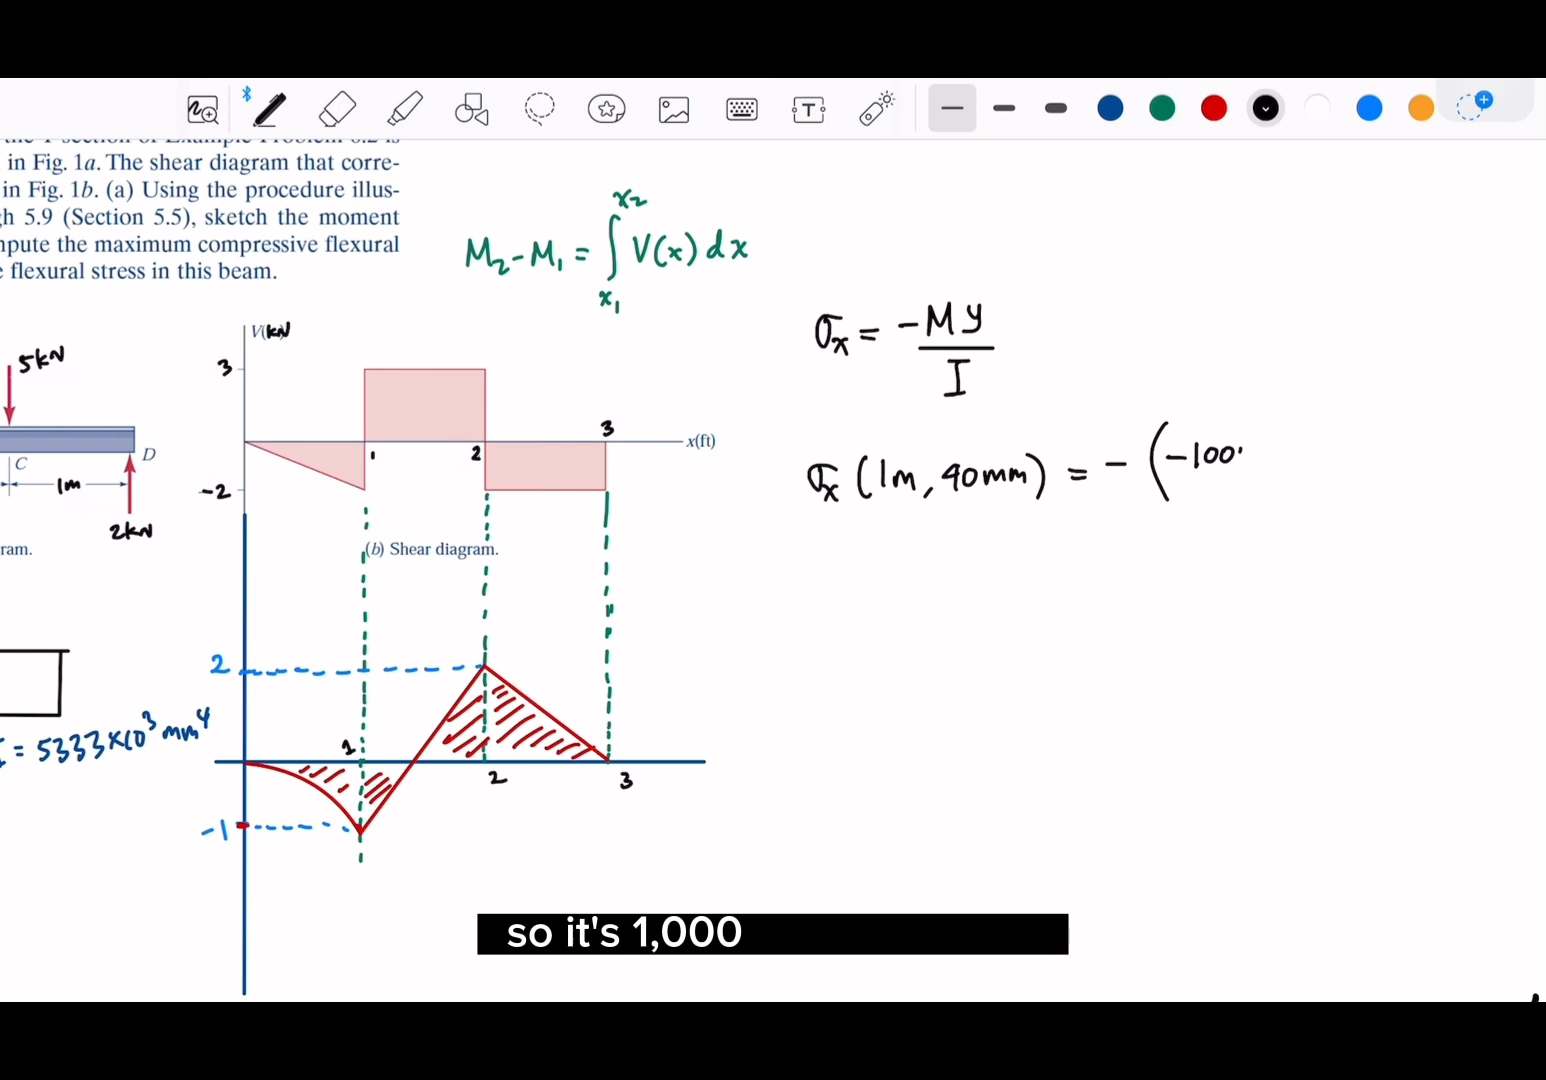 in Fig. 1a. The shear diagram that corre-
in Fig. 1b. (a) Using the procedure illus-
gh 5.9 (Section 5.5), sketch the moment
mpute the maximum compressive flexural
e flexural stress in this beam.
M₂-M₁ = ∫ₓ₁ˣ² V(x) dx
σₓ = -My/I
σₓ (1m, 40mm) = - (-100
5kN
C
D
1m
2kN
ram.
V(kN
3
-2
1
2
3
x(ft)
(b) Shear diagram.
I = 5333×10³ mm⁴
2
-1
1
2
3
so it's 1,000